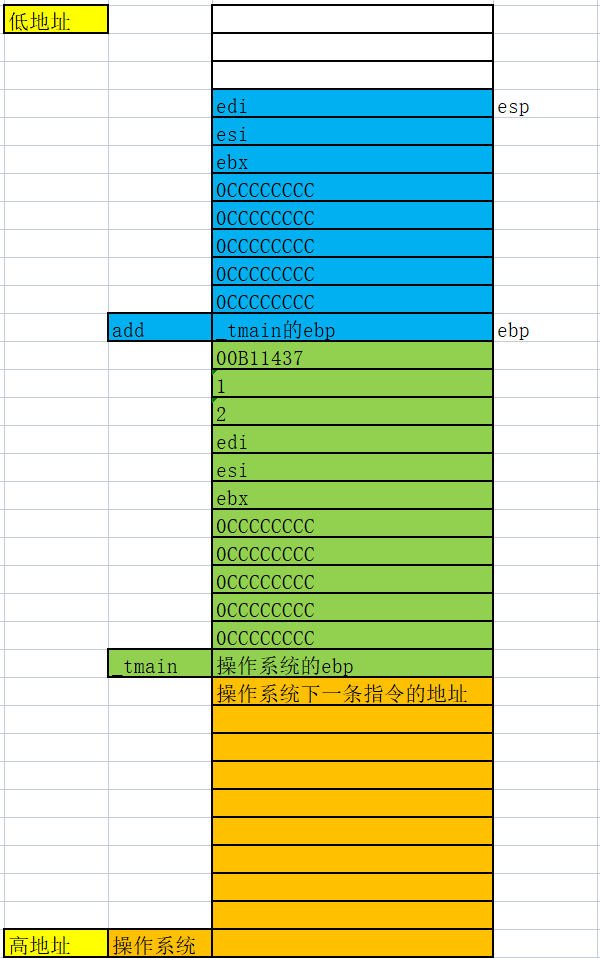 低地址
edi esp
esi
ebx
0CCCCCCCC
0CCCCCCCC
0CCCCCCCC
0CCCCCCCC
0CCCCCCCC
add _tmain的ebp ebp
00B11437
1
2
edi
esi
ebx
0CCCCCCCC
0CCCCCCCC
0CCCCCCCC
0CCCCCCCC
0CCCCCCCC
_tmain 操作系统的ebp
操作系统下一条指令的地址
高地址 操作系统